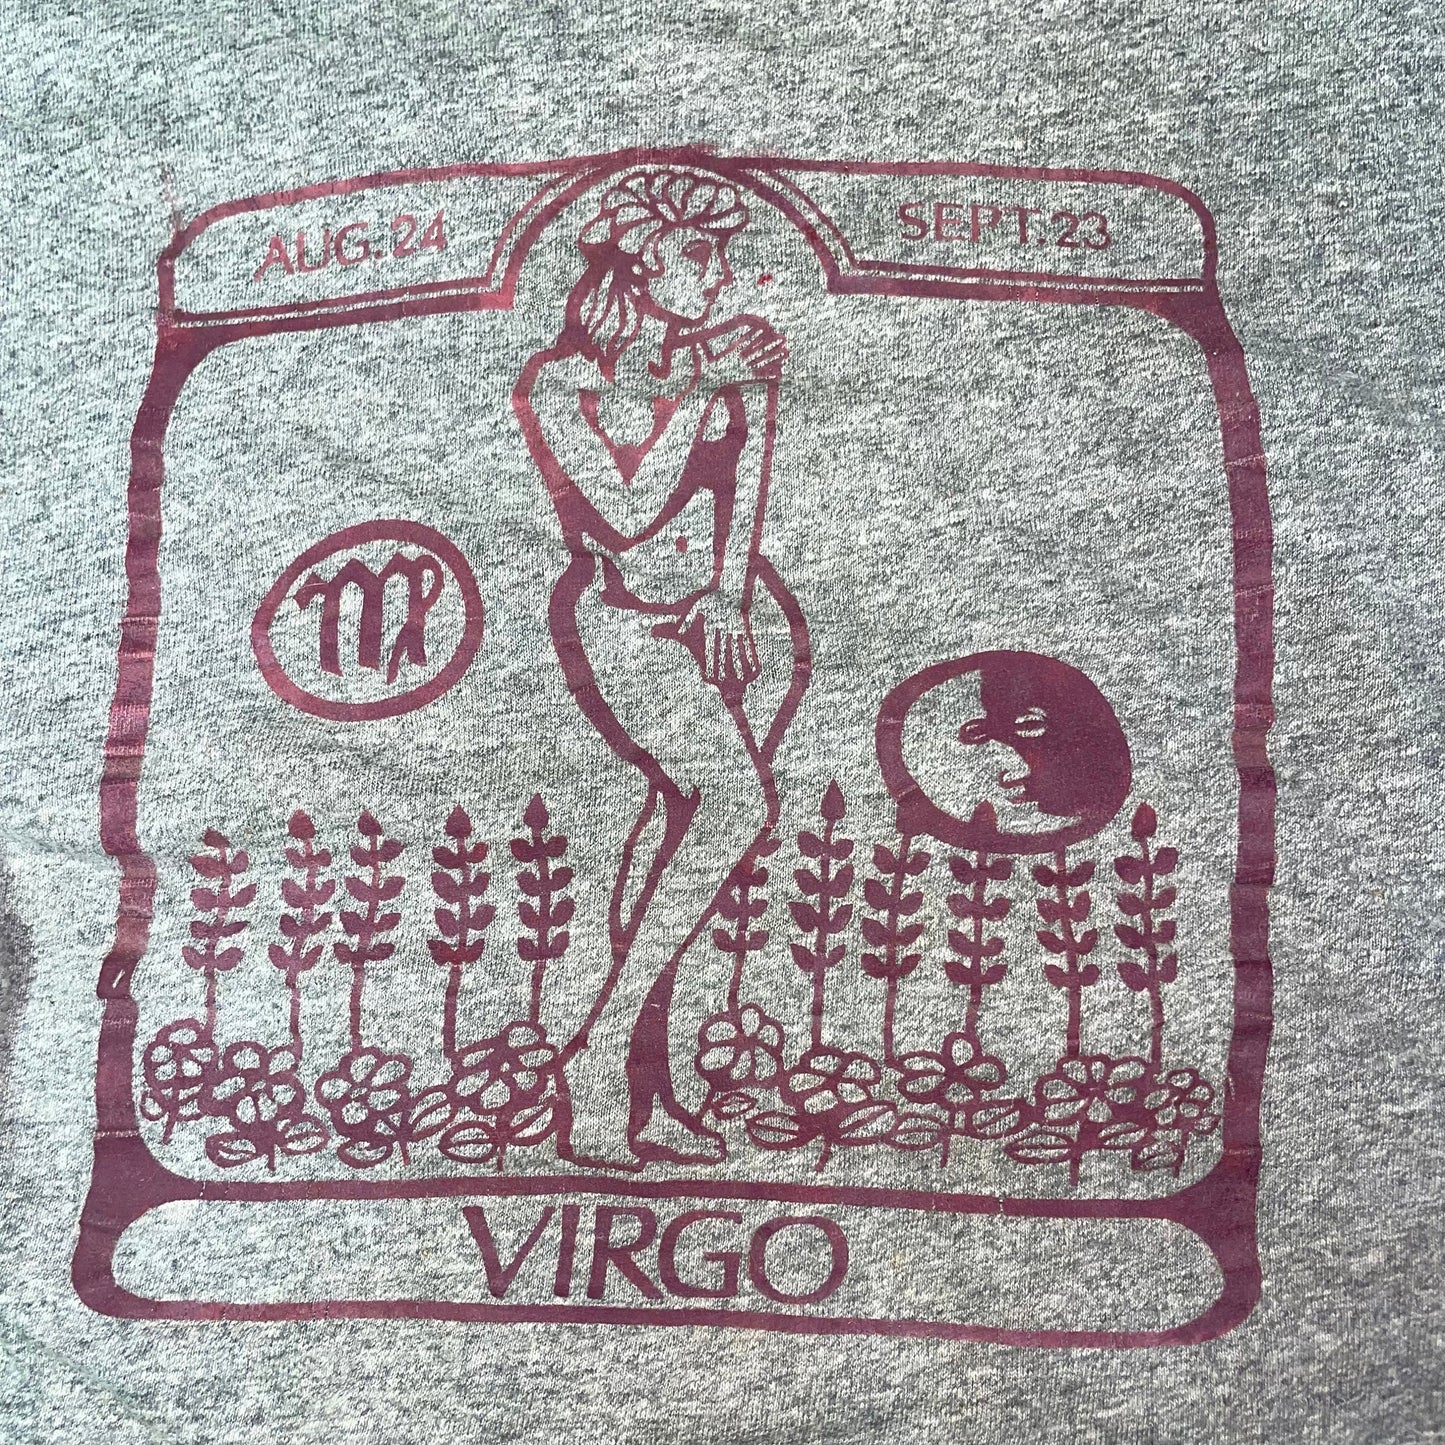 AUG. 24
SEPT. 23
VIRGO